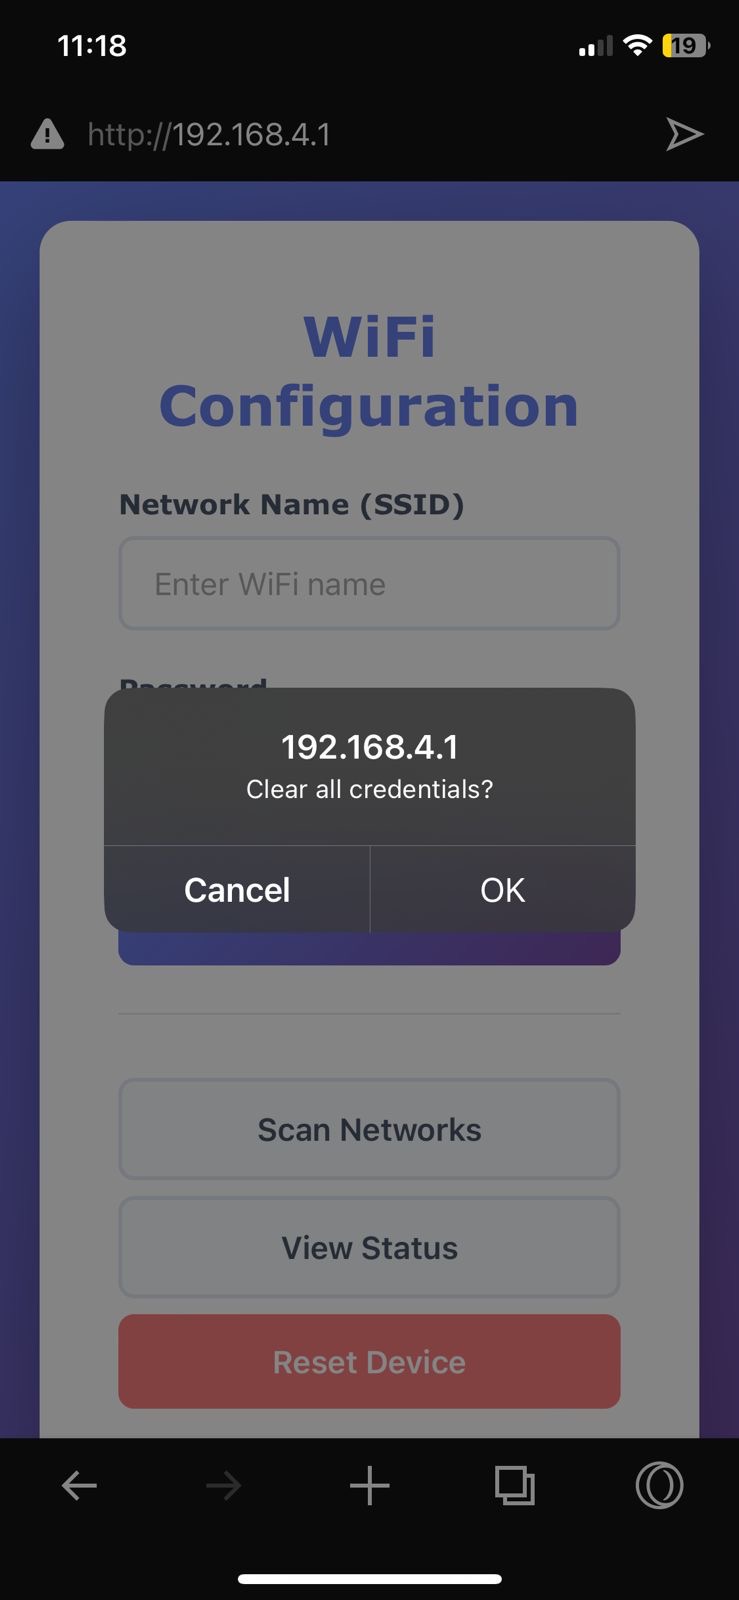 11:18
19
http://192.168.4.1
WiFi
Configuration
Network Name (SSID)
Enter WiFi name
Password
192.168.4.1
Clear all credentials?
Cancel
OK
Scan Networks
View Status
Reset Device